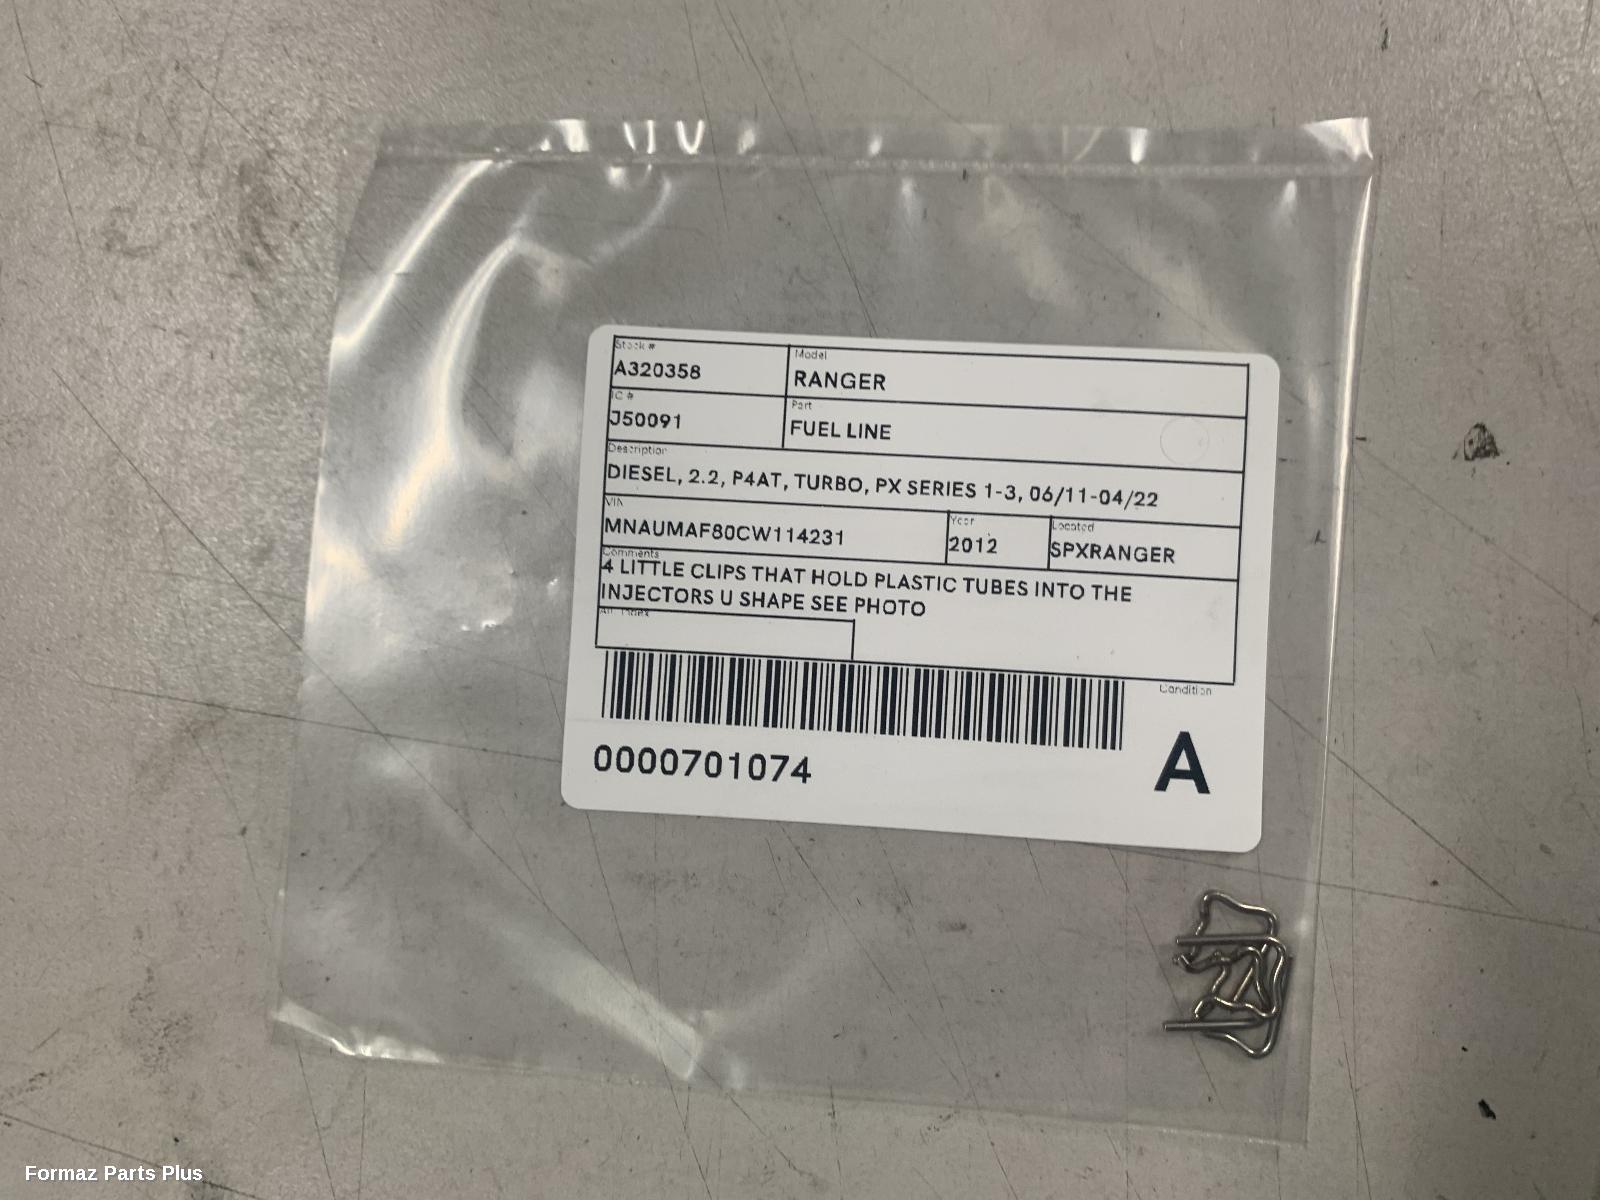 Stock #
A320358
Model
RANGER
IC #
J50091
Part
FUEL LINE
Description
DIESEL, 2.2, P4AT, TURBO, PX SERIES 1-3, 06/11-04/22
VIN
MNAUMAF80CW114231
Year
2012
Located
SPXRANGER
Comments
4 LITTLE CLIPS THAT HOLD PLASTIC TUBES INTO THE
INJECTORS U SHAPE SEE PHOTO
Index
Condition
0000701074
A
Formaz Parts Plus